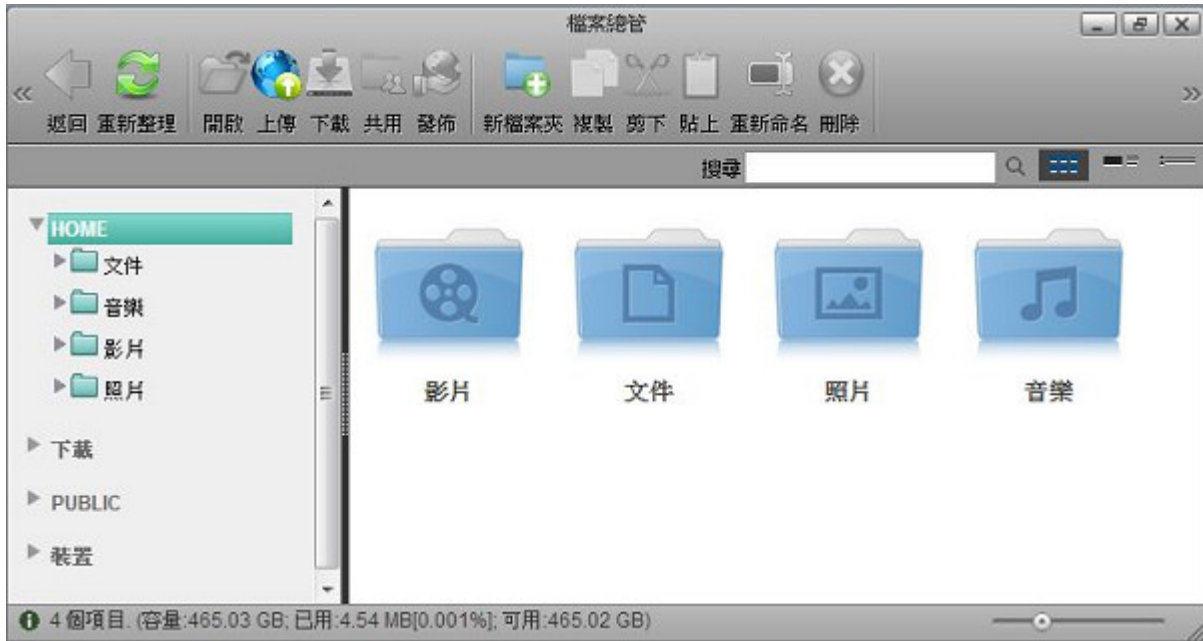 檔案總管
返回 重新整理 開啟 上傳 下載 共用 發佈 新檔案夾 複製 剪下 貼上 重新命名 刪除
搜尋
HOME
文件
音樂
影片
照片
下載
PUBLIC
裝置
影片 文件 照片 音樂
4 個項目. (容量:465.03 GB; 已用:4.54 MB[0.001%]; 可用:465.02 GB)